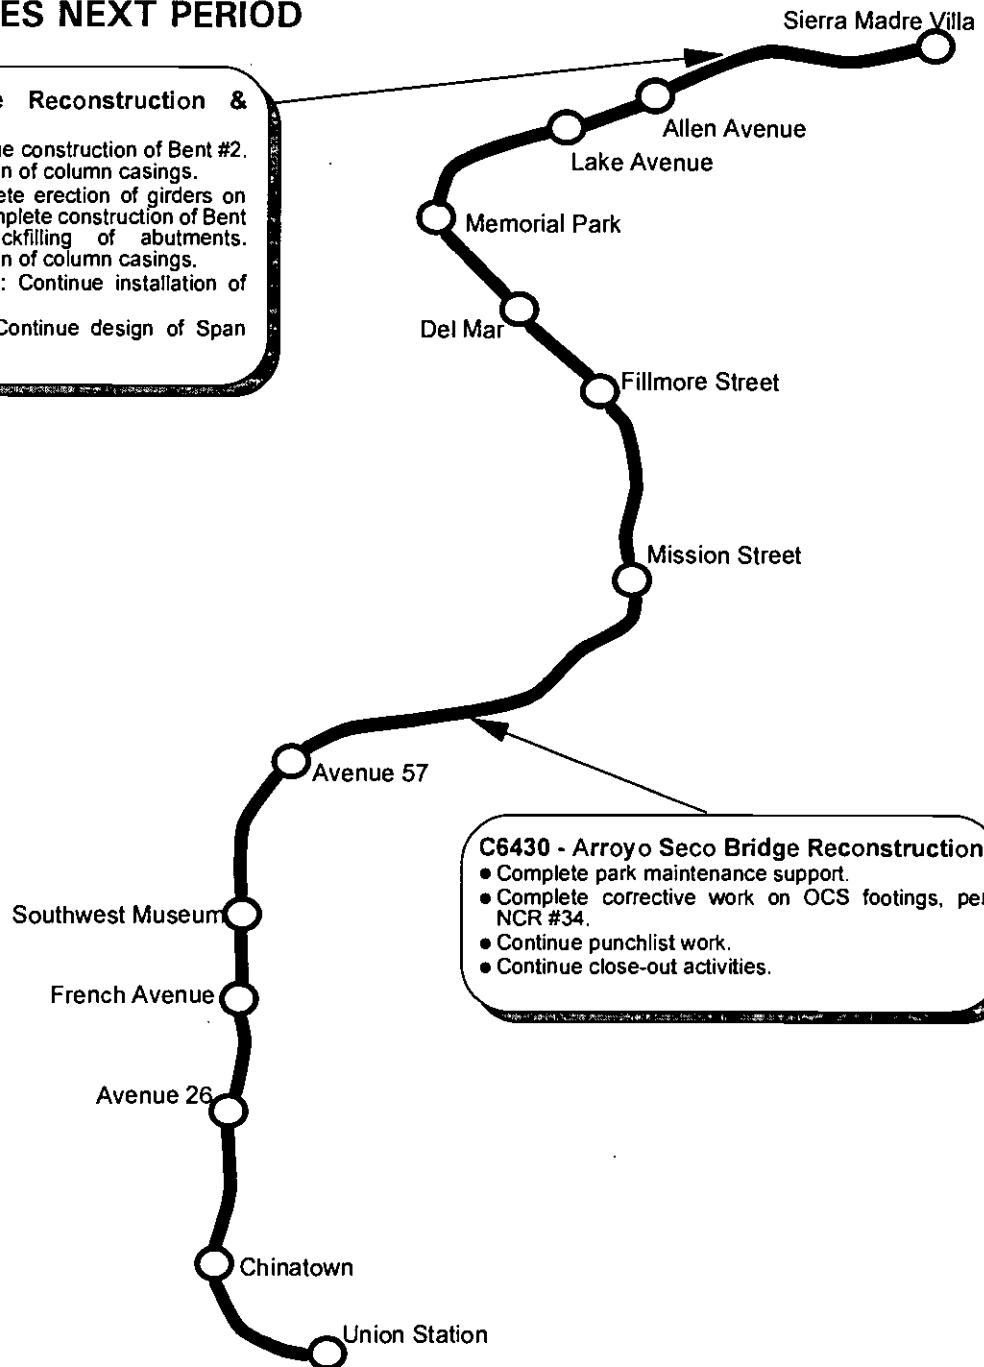 ES NEXT PERIOD
Sierra Madre Villa
e Reconstruction &
ue construction of Bent #2.
n of column casings.
ete erection of girders on
mplete construction of Bent
ckfilling of abutments.
n of column casings.
: Continue installation of
Continue design of Span
Allen Avenue
Lake Avenue
Memorial Park
Del Mar
Fillmore Street
Mission Street
Avenue 57
C6430 - Arroyo Seco Bridge Reconstruction
● Complete park maintenance support.
● Complete corrective work on OCS footings, per
NCR #34.
● Continue punchlist work.
● Continue close-out activities.
Southwest Museum
French Avenue
Avenue 26
Chinatown
Union Station